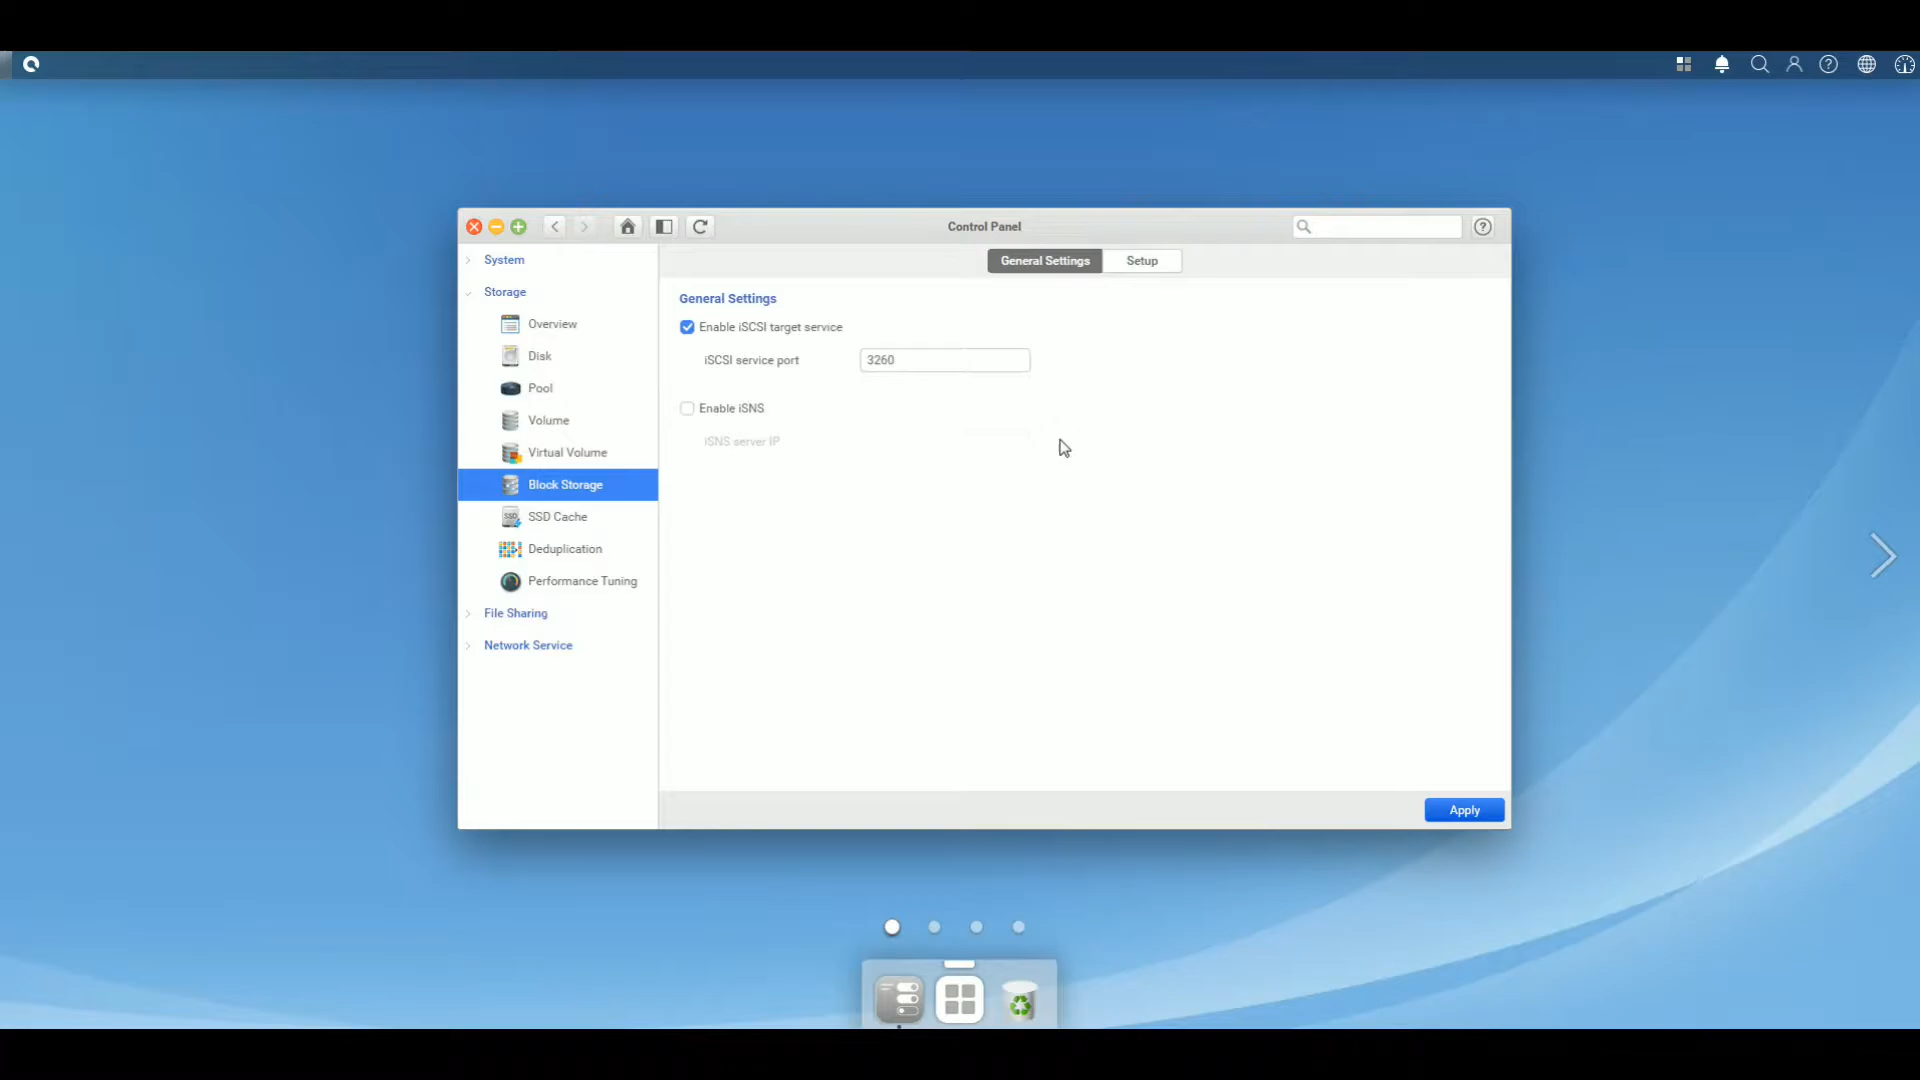 Control Panel
System
Storage
Overview
Disk
Pool
Volume
Virtual Volume
Block Storage
SSD
SSD Cache
Deduplication
Performance Tuning
File Sharing
Network Service
General Settings
Setup
General Settings
Enable iSCSI target service
iSCSI service port
3260
Enable iSNS
iSNS server IP
Apply